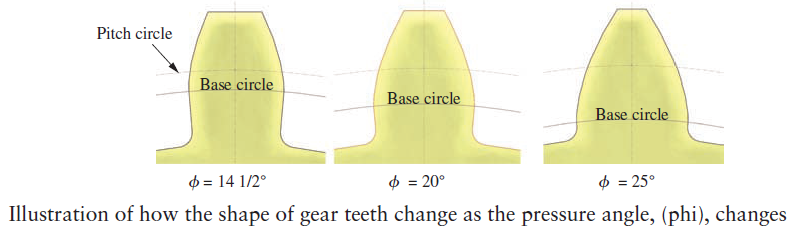 Pitch circle
Base circle
Base circle
Base circle
ϕ = 14 1/2°
ϕ = 20°
ϕ = 25°
Illustration of how the shape of gear teeth change as the pressure angle, (phi), changes